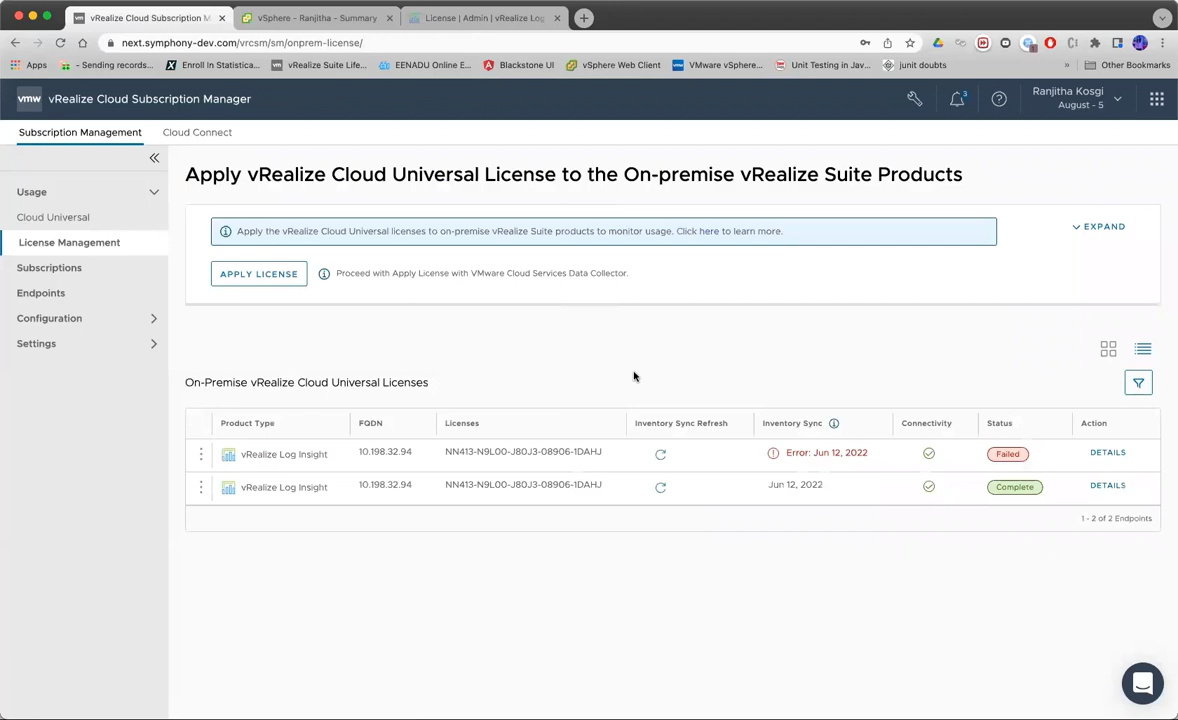 vRealize Cloud Subscription M
vSphere - Ranjitha - Summary
License | Admin | vRealize Log
next.symphony-dev.com/vrcsm/sm/onprem-license/
Apps
- Sending records...
Enroll In Statistica...
vRealize Suite Life...
EENADU Online E...
Blackstone UI
vSphere Web Client
VMware vSphere...
Unit Testing in Jav...
junit doubts
»
Other Bookmarks
vmw
vRealize Cloud Subscription Manager
3
Ranjitha Kosgi
August - 5
Subscription Management
Cloud Connect
Usage
Cloud Universal
License Management
Subscriptions
Endpoints
Configuration
Settings
Apply vRealize Cloud Universal License to the On-premise vRealize Suite Products
Apply the vRealize Cloud Universal licenses to on-premise vRealize Suite products to monitor usage. Click here to learn more.
EXPAND
APPLY LICENSE
Proceed with Apply License with VMware Cloud Services Data Collector.
On-Premise vRealize Cloud Universal Licenses
Product Type FQDN Licenses Inventory Sync Refresh Inventory Sync Connectivity Status Action
vRealize Log Insight 10.198.32.94 NN413-N9L00-J80J3-08906-1DAHJ Error: Jun 12, 2022 Failed DETAILS
vRealize Log Insight 10.198.32.94 NN413-N9L00-J80J3-08906-1DAHJ Jun 12, 2022 Complete DETAILS
1 - 2 of 2 Endpoints